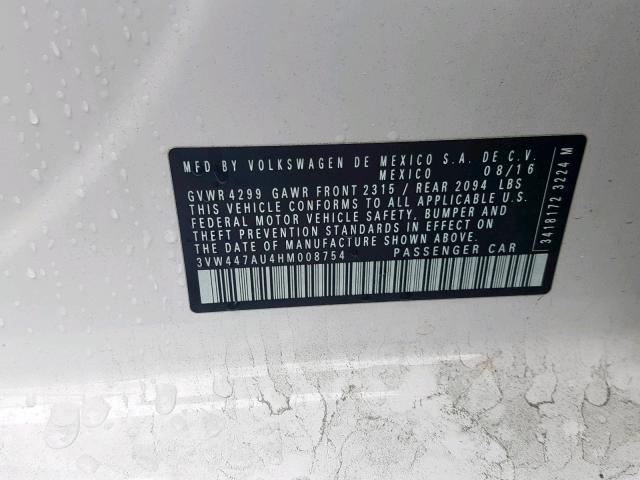 MFD BY VOLKSWAGEN DE MEXICO S.A. DE C.V.
MEXICO 08/16
GVWR 4299 GAWR FRONT 2315 / REAR 2094 LBS
THIS VEHICLE CONFORMS TO ALL APPLICABLE U.S.
FEDERAL MOTOR VEHICLE SAFETY, BUMPER AND
THEFT PREVENTION STANDARDS IN EFFECT ON
THE DATE OF MANUFACTURE SHOWN ABOVE.
3VW447AU4HM008754 PASSENGER CAR
3418172 3224 M